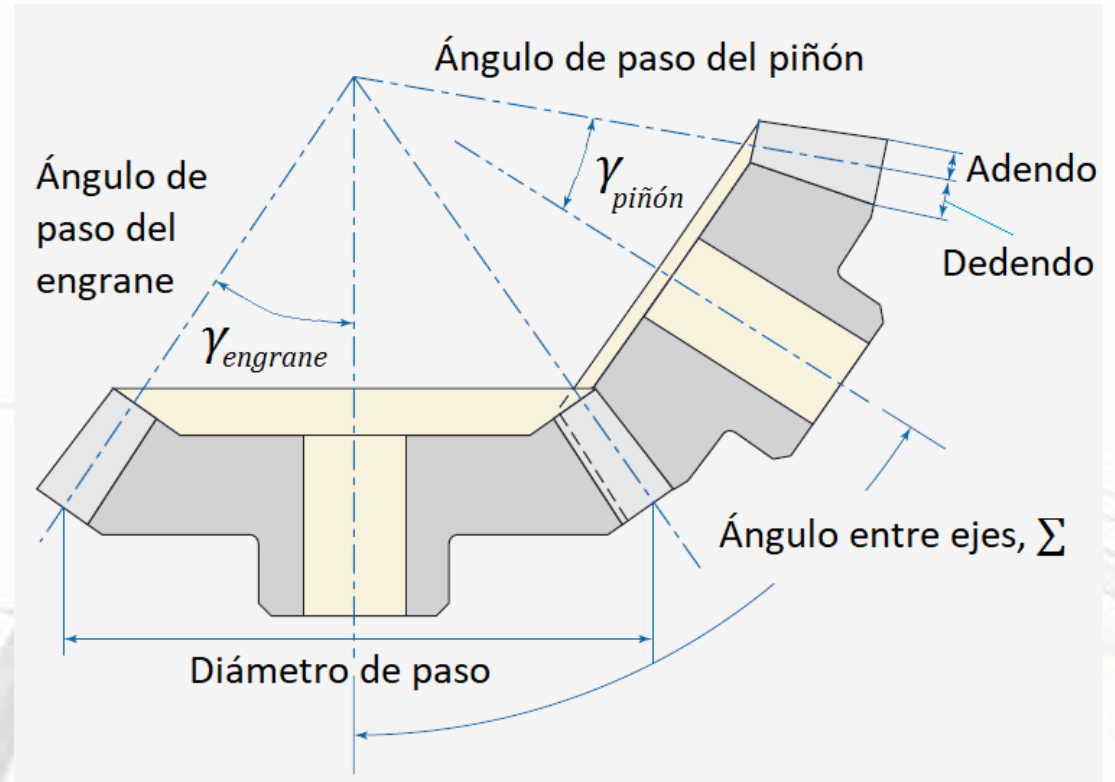 Ángulo de paso del piñón
Ángulo de
paso del
engrane
γpiñón
Adendo
Dedendo
γengrane
Ángulo entre ejes, ∑
Diámetro de paso